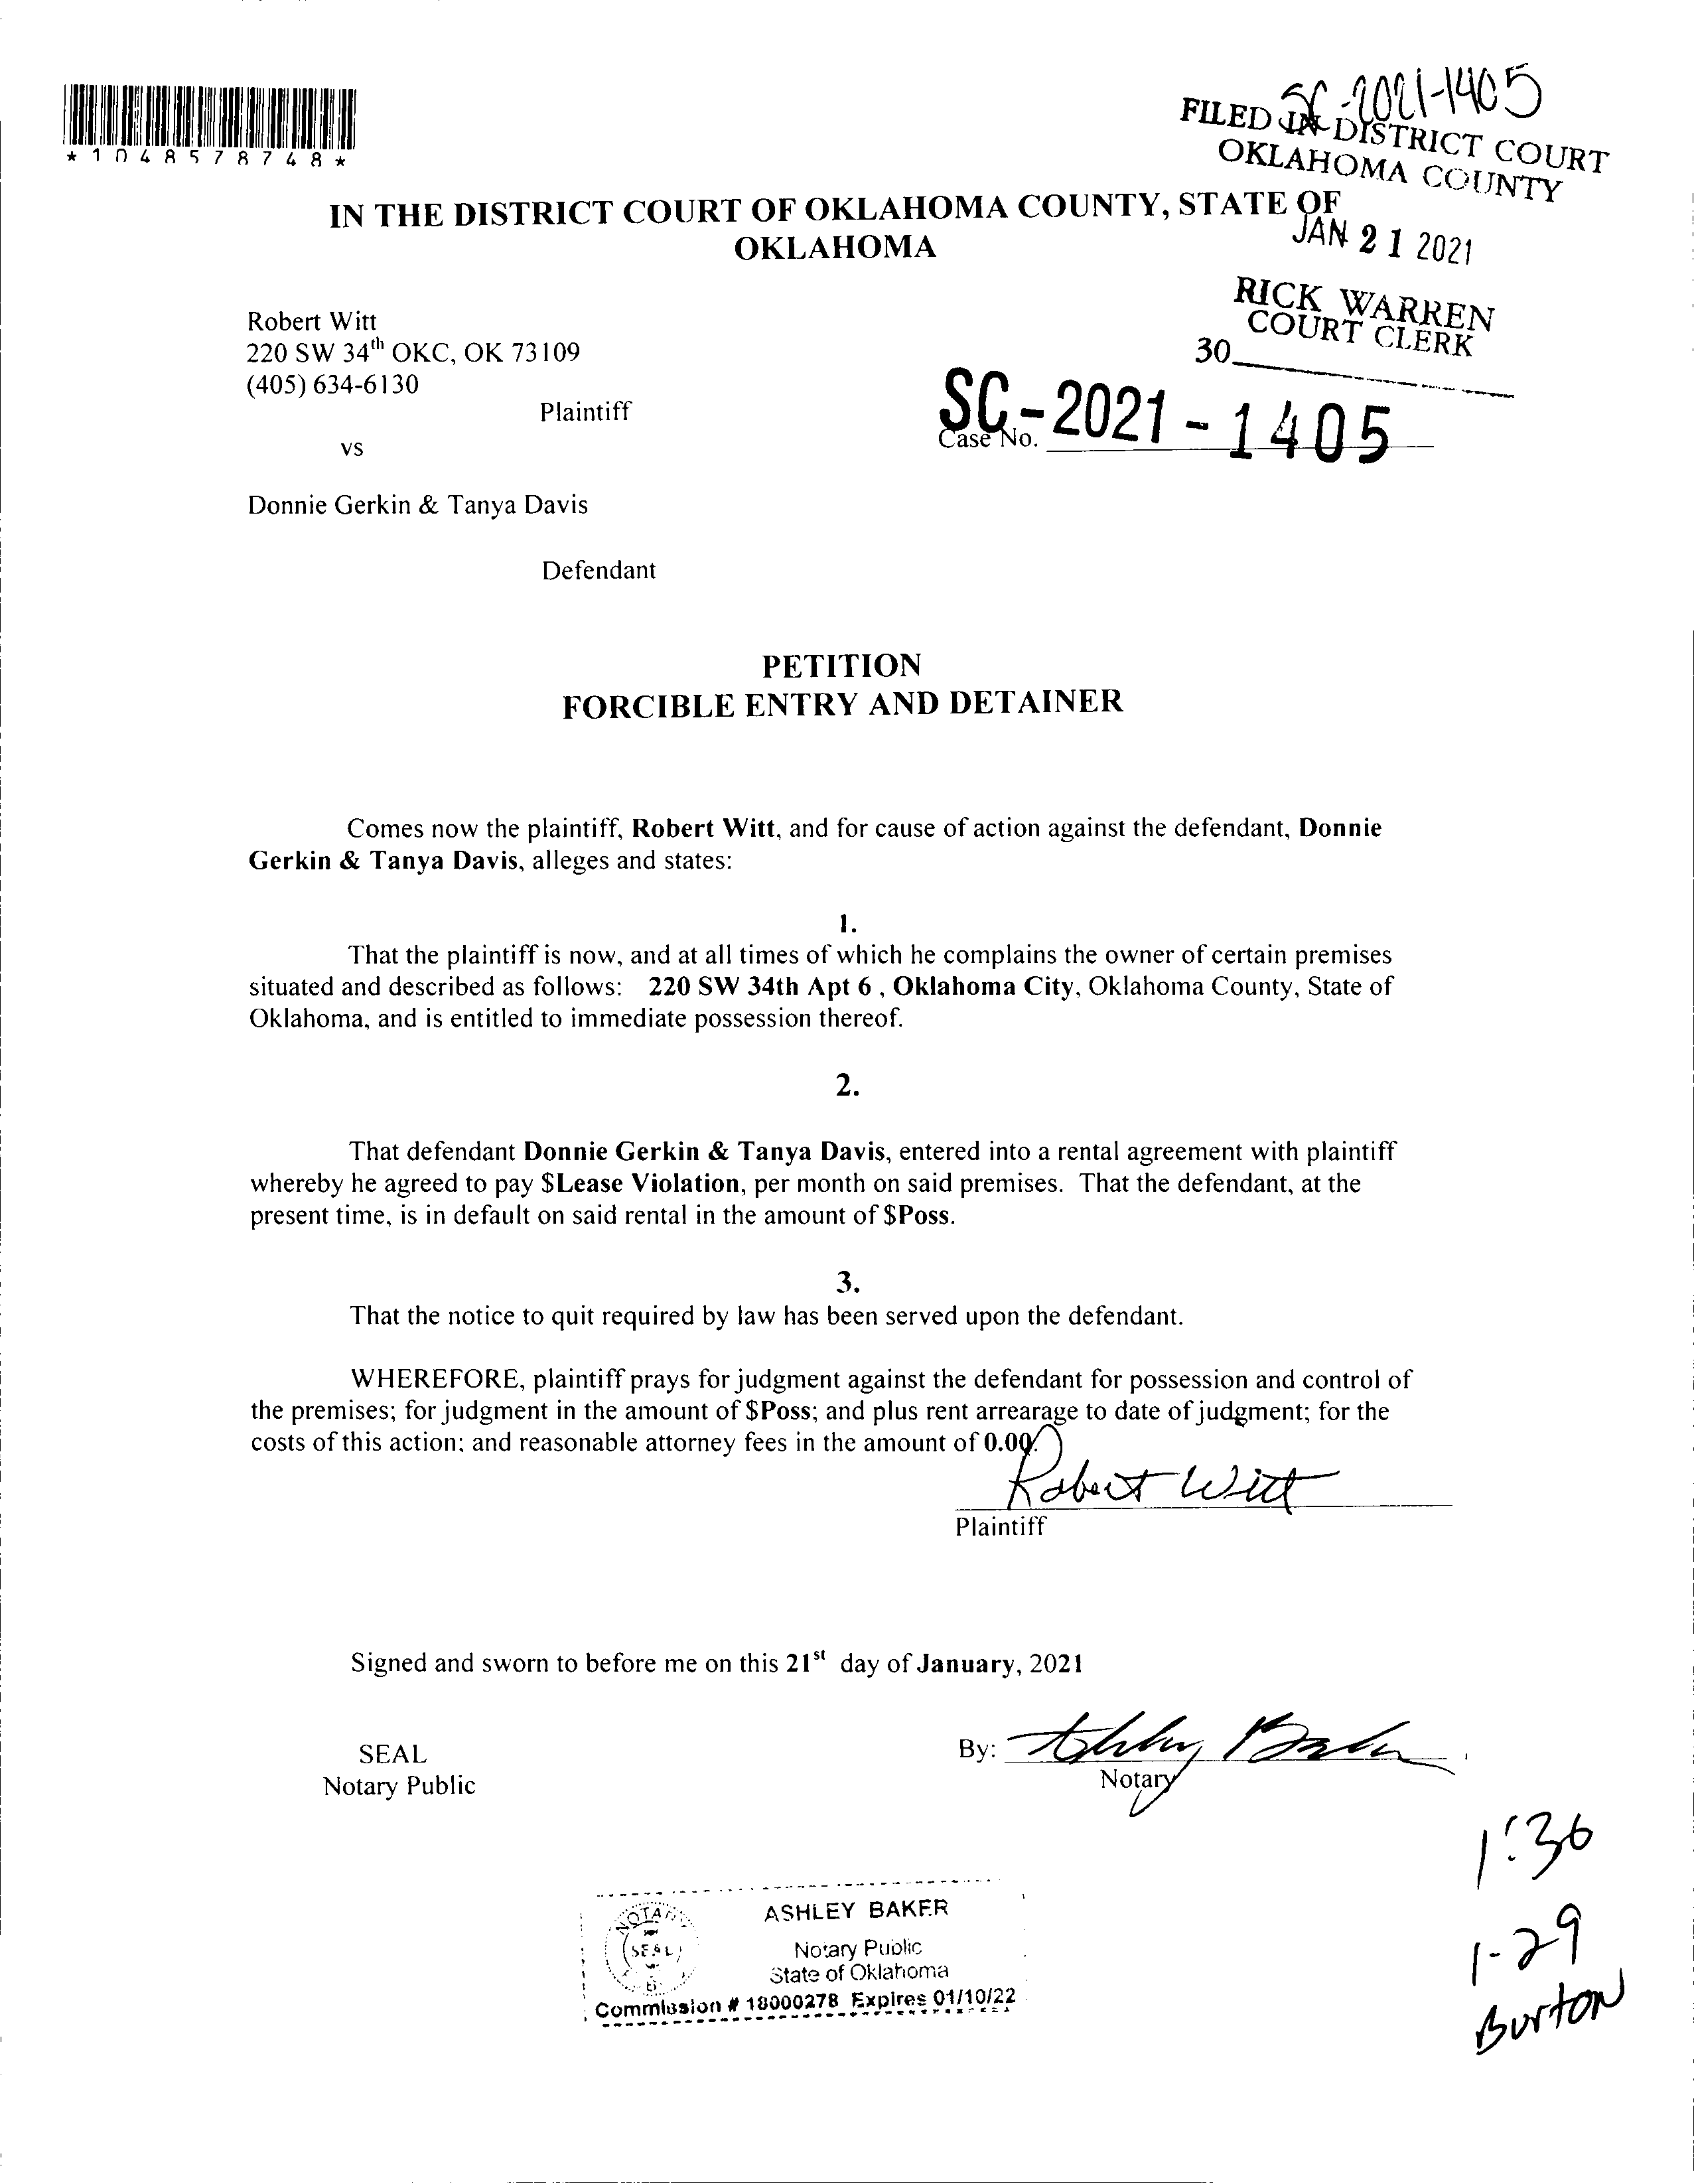 SC-2021-1405
FILED IN DISTRICT COURT
OKLAHOMA COUNTY
*1048578748*
IN THE DISTRICT COURT OF OKLAHOMA COUNTY, STATE OF
OKLAHOMA
JAN 21 2021
RICK WARREN
COURT CLERK
30
Robert Witt
220 SW 34th OKC, OK 73109
(405) 634-6130
Plaintiff
SC-2021-1405
Case No.
vs
Donnie Gerkin & Tanya Davis
Defendant
PETITION
FORCIBLE ENTRY AND DETAINER
Comes now the plaintiff, Robert Witt, and for cause of action against the defendant, Donnie
Gerkin & Tanya Davis, alleges and states:
1.
That the plaintiff is now, and at all times of which he complains the owner of certain premises
situated and described as follows: 220 SW 34th Apt 6 , Oklahoma City, Oklahoma County, State of
Oklahoma, and is entitled to immediate possession thereof.
2.
That defendant Donnie Gerkin & Tanya Davis, entered into a rental agreement with plaintiff
whereby he agreed to pay $Lease Violation, per month on said premises. That the defendant, at the
present time, is in default on said rental in the amount of $Poss.
3.
That the notice to quit required by law has been served upon the defendant.
WHEREFORE, plaintiff prays for judgment against the defendant for possession and control of
the premises; for judgment in the amount of $Poss; and plus rent arrearage to date of judgment; for the
costs of this action; and reasonable attorney fees in the amount of 0.00.
Robert Witt
Plaintiff
Signed and sworn to before me on this 21st day of January, 2021
SEAL
Notary Public
By: Ashley Baker
Notary
1:30
1-29
Burton
NOTARY
SEAL
ASHLEY BAKER
Notary Public
State of Oklahoma
Commission # 18000278 Expires 01/10/22